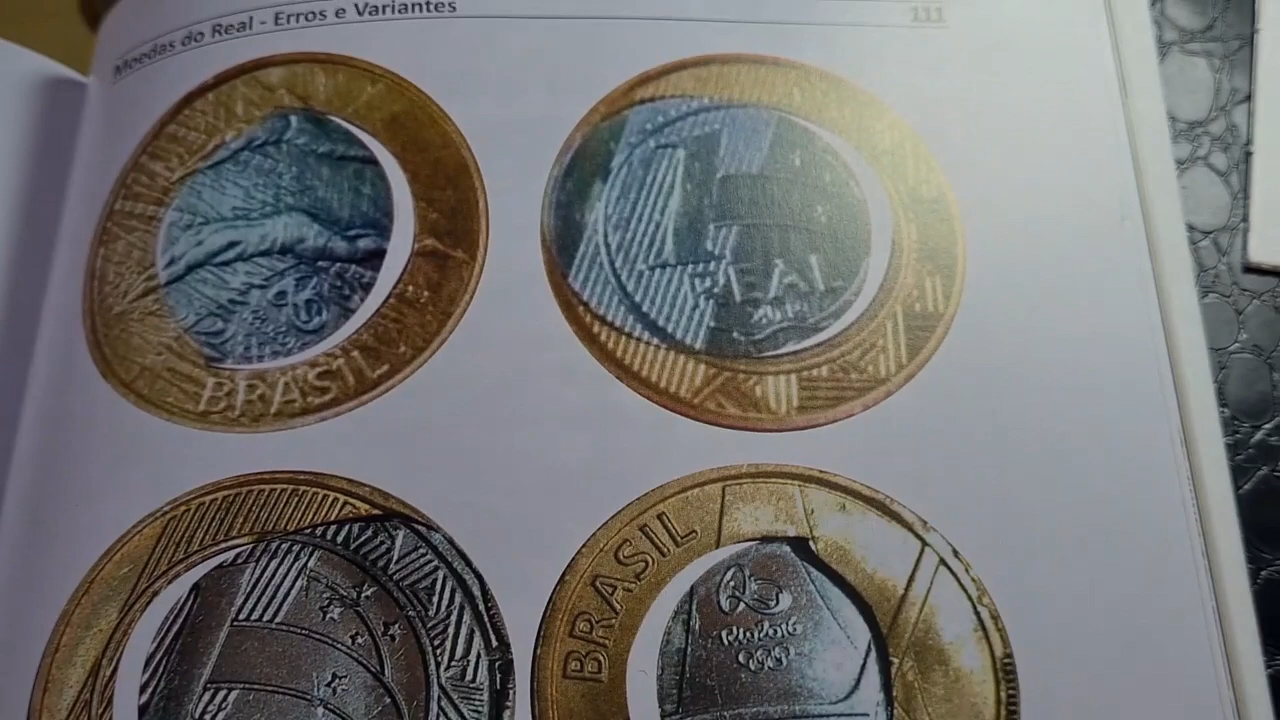 Moedas do Real - Erros e Variantes
111
BRASIL
1
REAL
BRASIL
RIO2016